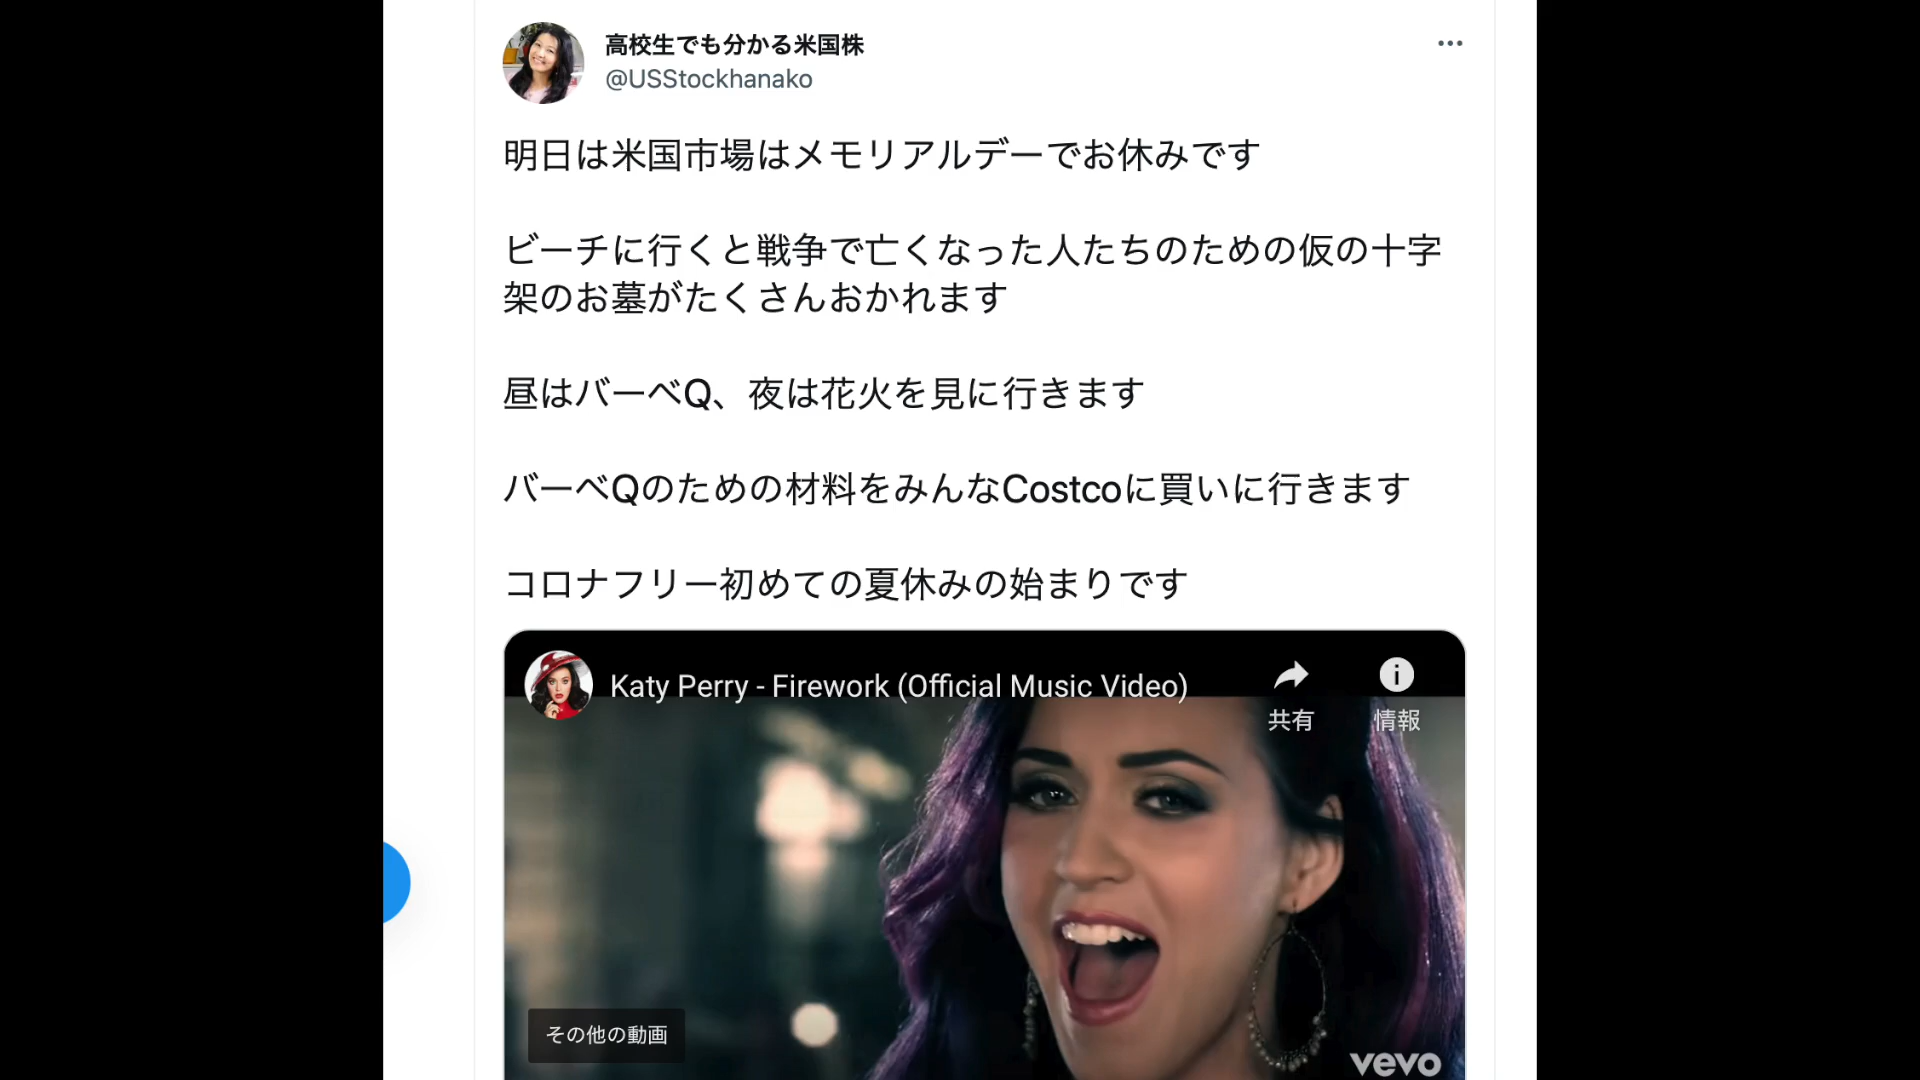 高校生でも分かる米国株
@USStockhanako
明日は米国市場はメモリアルデーでお休みです
ビーチに行くと戦争で亡くなった人たちのための仮の十字
架のお墓がたくさんおかれます
昼はバーベQ、夜は花火を見に行きます
バーベQのための材料をみんなCostcoに買いに行きます
コロナフリー初めての夏休みの始まりです
Katy Perry - Firework (Official Music Video)
共有
情報
その他の動画
vevo